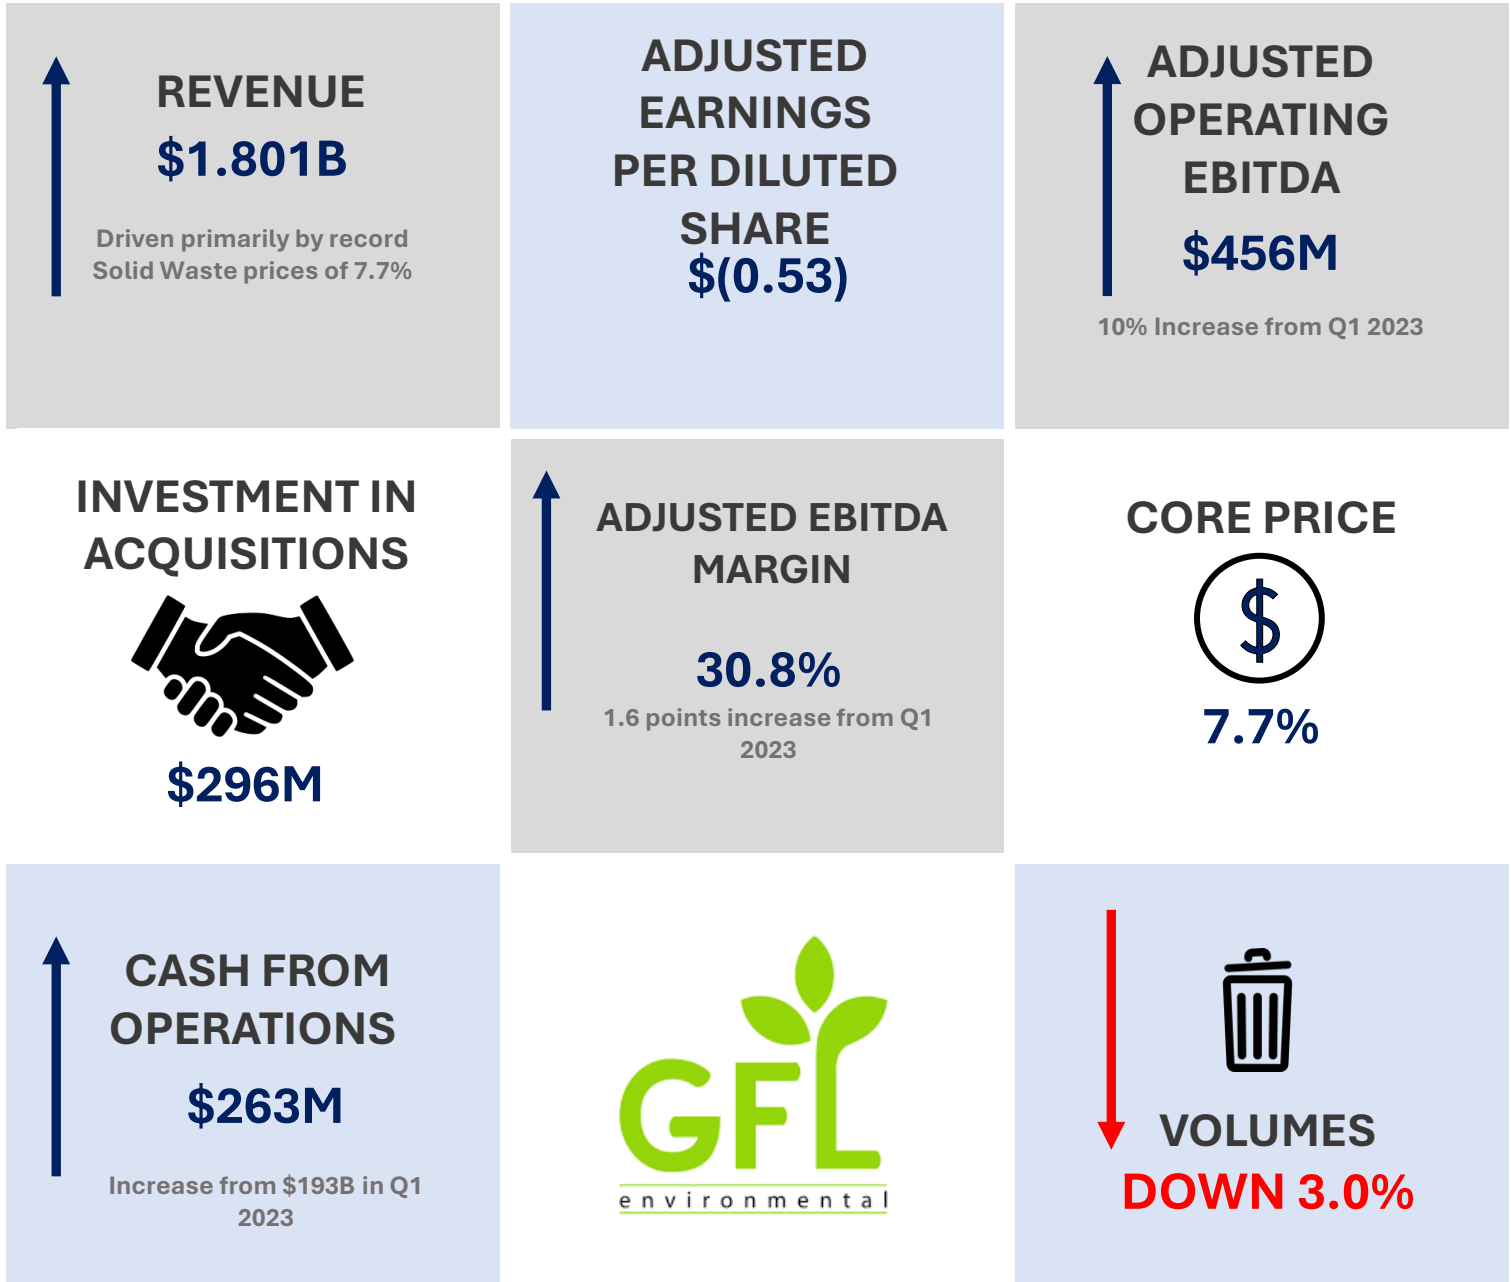 REVENUE
$1.801B
Driven primarily by record
Solid Waste prices of 7.7%
ADJUSTED
EARNINGS
PER DILUTED
SHARE
$(0.53)
ADJUSTED
OPERATING
EBITDA
$456M
10% Increase from Q1 2023
INVESTMENT IN
ACQUISITIONS
$296M
ADJUSTED EBITDA
MARGIN
30.8%
1.6 points increase from Q1
2023
CORE PRICE
$
7.7%
CASH FROM
OPERATIONS
$263M
Increase from $193B in Q1
2023
GFL
environmental
VOLUMES
DOWN 3.0%